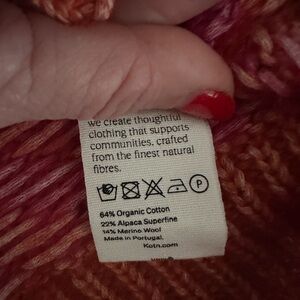 we create thoughtful
clothing that supports
communities, crafted
from the finest natural
fibres.
P
64% Organic Cotton
22% Alpaca Superfine
14% Merino Wool
Made in Portugal.
Kotn.com